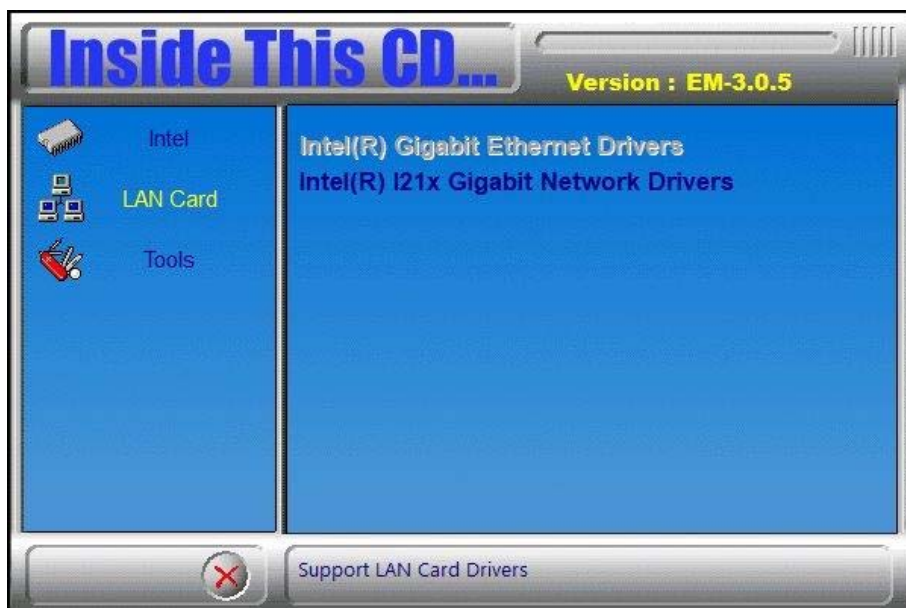 Inside This CD...
Version : EM-3.0.5
Intel
LAN Card
Tools
Intel(R) Gigabit Ethernet Drivers
Intel(R) I21x Gigabit Network Drivers
Support LAN Card Drivers